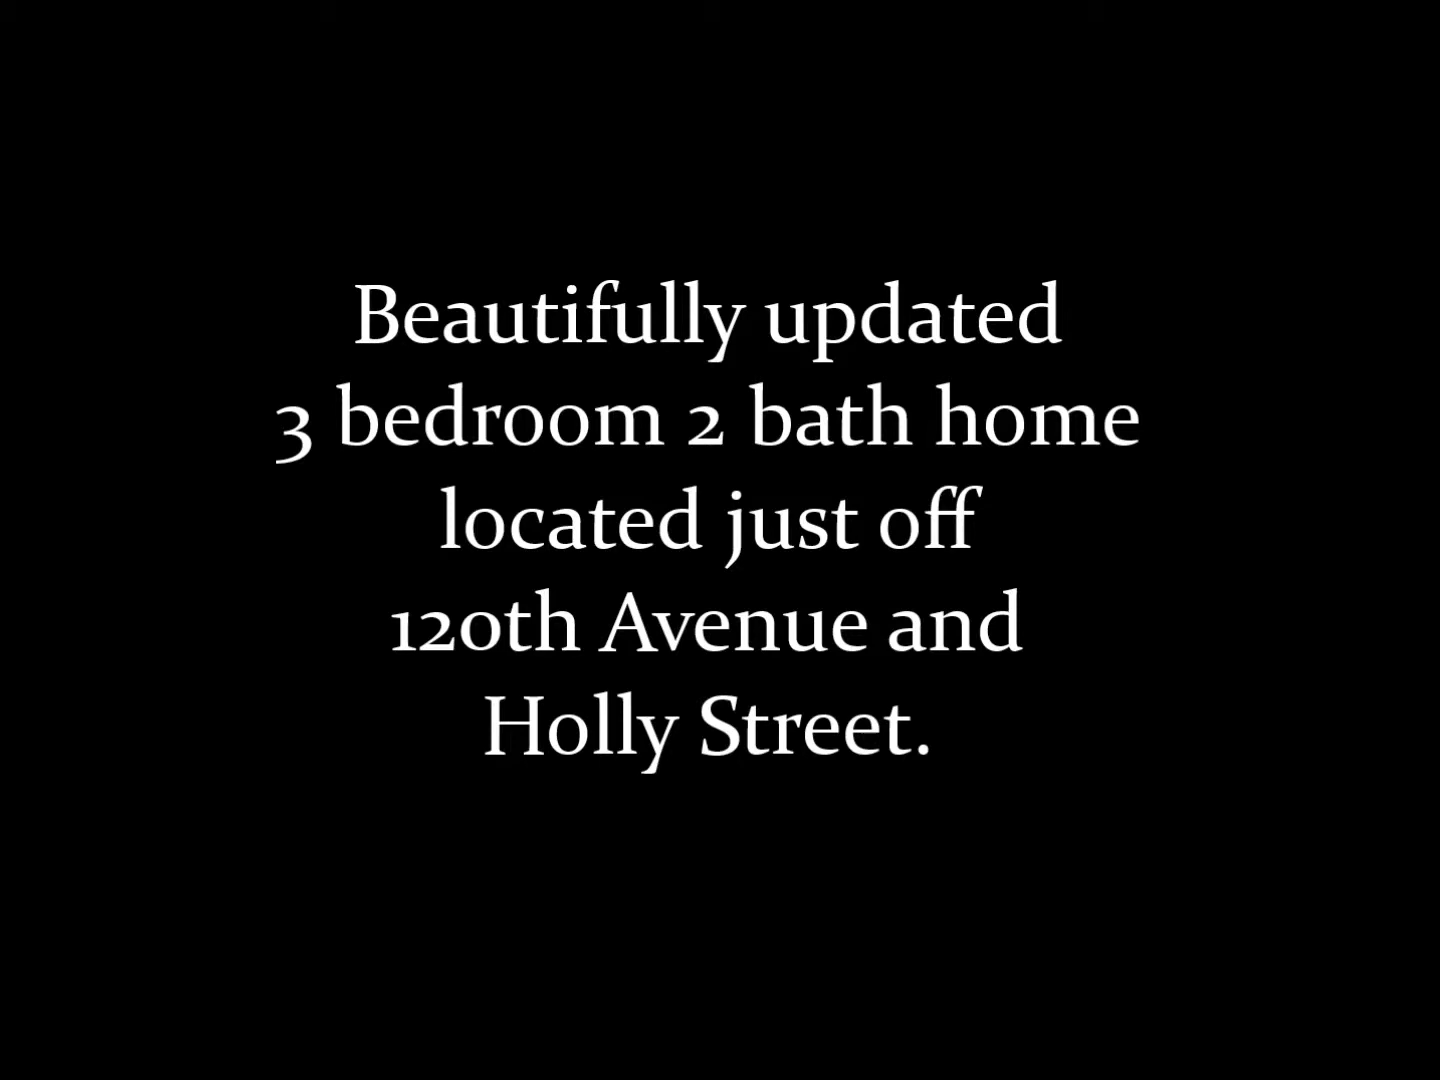 Beautifully updated
3 bedroom 2 bath home
located just off
120th Avenue and
Holly Street.